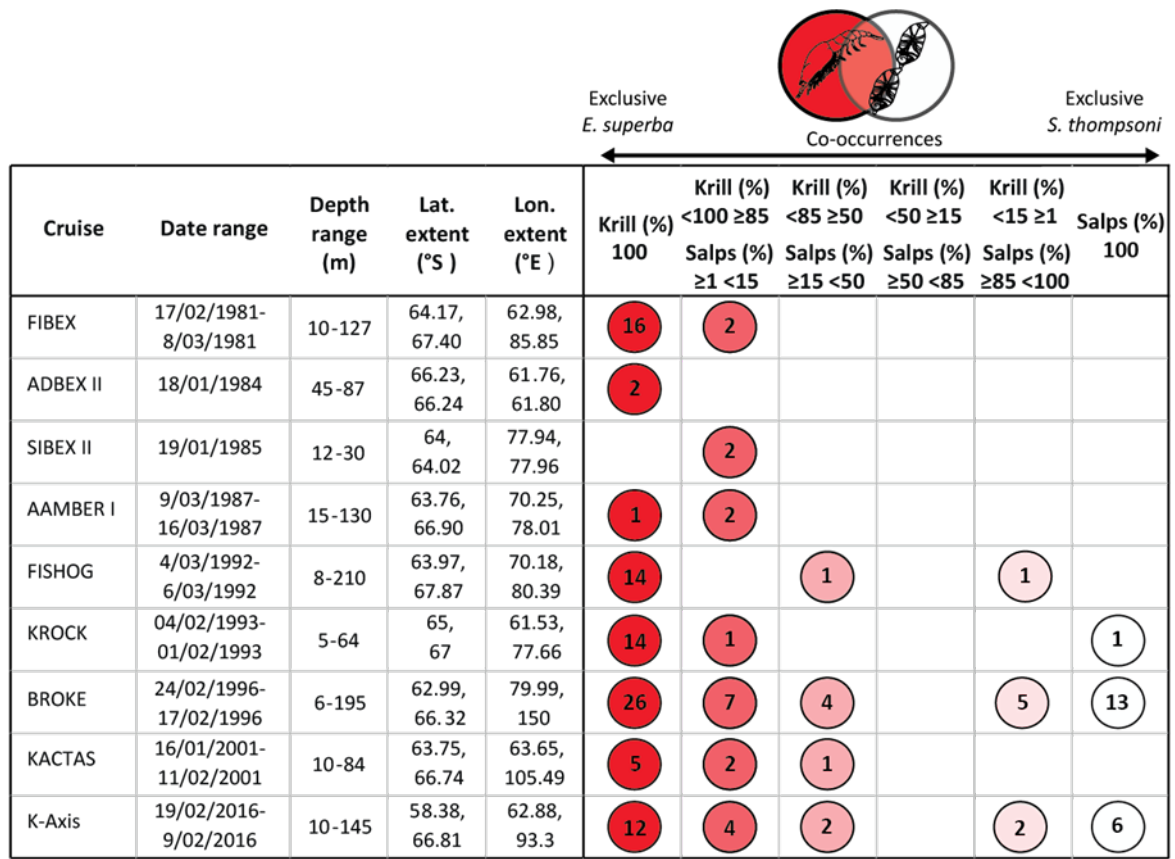 Exclusive
E. superba
Exclusive
S. thompsoni
Co-occurrences
Cruise
Date range
Depth
range
(m)
Lat.
extent
(°S )
Lon.
extent
(°E )
Krill (%)
100
Krill (%)
<100 ≥85
Salps (%)
≥1 <15
Krill (%)
<85 ≥50
Salps (%)
≥15 <50
Krill (%)
<50 ≥15
Salps (%)
≥50 <85
Krill (%)
<15 ≥1
Salps (%)
≥85 <100
Salps (%)
100
FIBEX
17/02/1981-
8/03/1981
10-127
64.17,
67.40
62.98,
85.85
16
2
ADBEX II
18/01/1984
45-87
66.23,
66.24
61.76,
61.80
2
SIBEX II
19/01/1985
12-30
64,
64.02
77.94,
77.96
2
AAMBER I
9/03/1987-
16/03/1987
15-130
63.76,
66.90
70.25,
78.01
1
2
FISHOG
4/03/1992-
6/03/1992
8-210
63.97,
67.87
70.18,
80.39
14
1
1
KROCK
04/02/1993-
01/02/1993
5-64
65,
67
61.53,
77.66
14
1
1
BROKE
24/02/1996-
17/02/1996
6-195
62.99,
66.32
79.99,
150
26
7
4
5
13
KACTAS
16/01/2001-
11/02/2001
10-84
63.75,
66.74
63.65,
105.49
5
2
1
K-Axis
19/02/2016-
9/02/2016
10-145
58.38,
66.81
62.88,
93.3
12
4
2
2
6